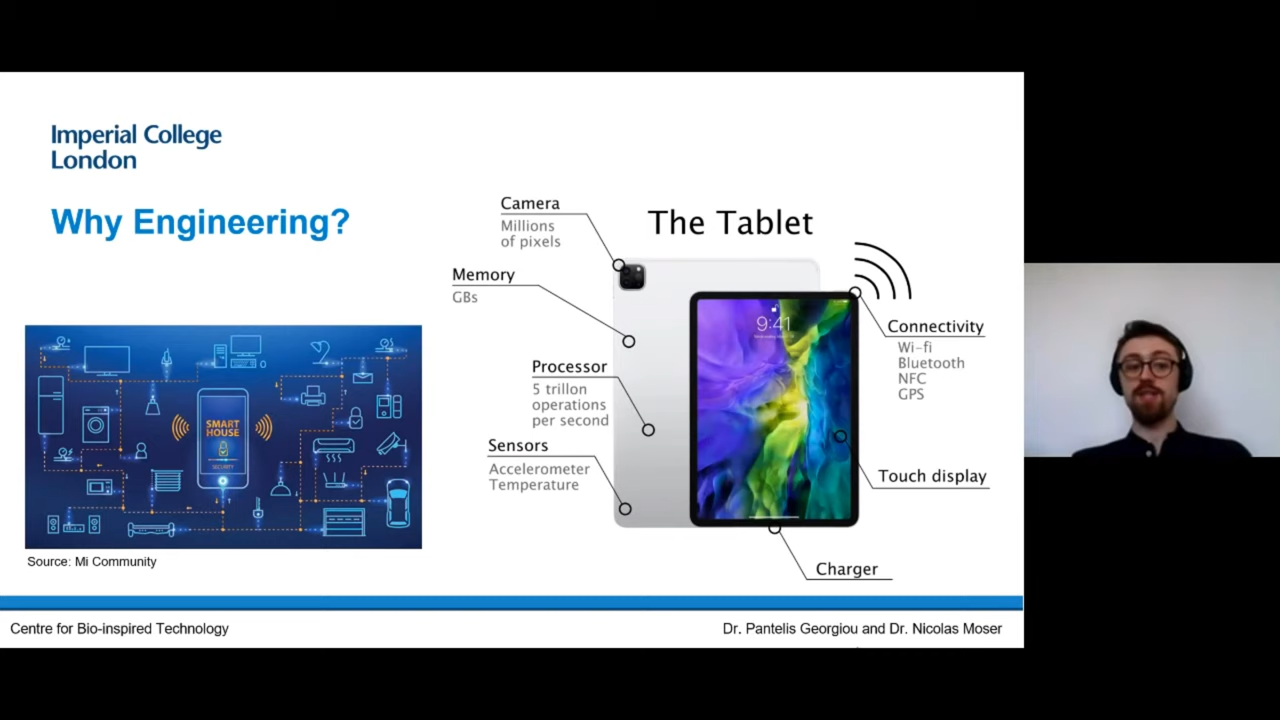 Imperial College
London
Why Engineering?
Camera
Millions
of pixels
The Tablet
Memory
GBs
9:41
Connectivity
Wi-fi
Bluetooth
NFC
GPS
Processor
5 trillon
operations
per second
Sensors
Accelerometer
Temperature
Touch display
Charger
SMART
HOUSE
SECURITY
Source: Mi Community
Centre for Bio-inspired Technology
Dr. Pantelis Georgiou and Dr. Nicolas Moser